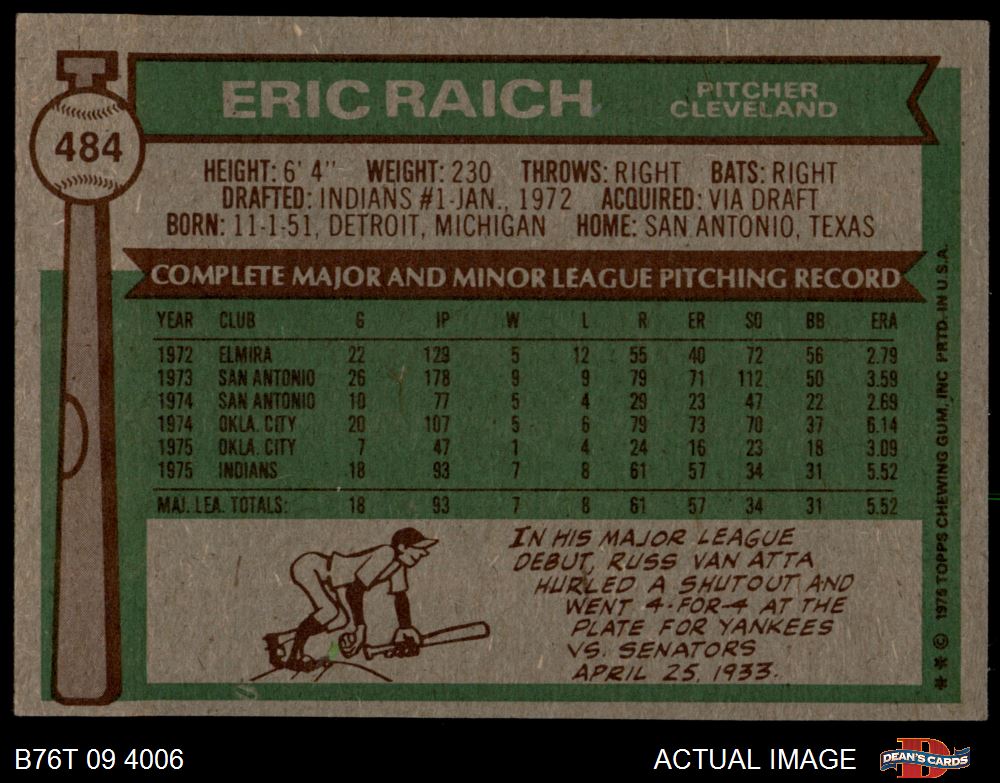 484
ERIC RAICH
PITCHER
CLEVELAND
HEIGHT: 6' 4" WEIGHT: 230 THROWS: RIGHT BATS: RIGHT
DRAFTED: INDIANS #1-JAN., 1972 ACQUIRED: VIA DRAFT
BORN: 11-1-51, DETROIT, MICHIGAN HOME: SAN ANTONIO, TEXAS
COMPLETE MAJOR AND MINOR LEAGUE PITCHING RECORD
YEAR CLUB G IP W L R ER SO BB ERA
1972 ELMIRA 22 129 5 12 55 40 72 56 2.79
1973 SAN ANTONIO 26 178 9 9 79 71 112 50 3.59
1974 SAN ANTONIO 10 77 5 4 29 23 47 22 2.69
1974 OKLA. CITY 20 107 5 6 79 73 70 37 6.14
1975 OKLA. CITY 7 47 1 4 24 16 23 18 3.09
1975 INDIANS 18 93 7 8 61 57 34 31 5.52
MAJ. LEA. TOTALS: 18 93 7 8 61 57 34 31 5.52
IN HIS MAJOR LEAGUE
DEBUT, RUSS VAN ATTA
HURLED A SHUTOUT AND
WENT 4-FOR-4 AT THE
PLATE FOR YANKEES
VS. SENATORS
APRIL 25, 1933.
** © 1976 TOPPS CHEWING GUM, INC. PRTD. IN U.S.A.
B76T 09 4006
ACTUAL IMAGE
DEAN'S CARDS